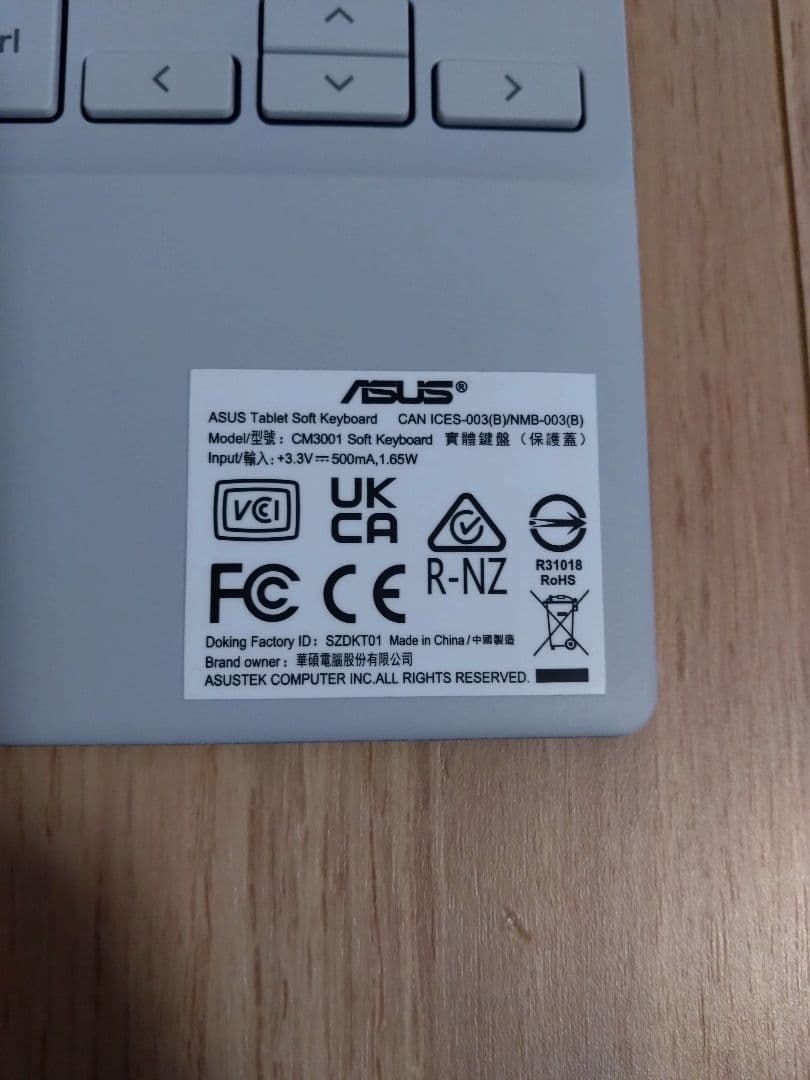 rl
ASUS®
ASUS Tablet Soft Keyboard CAN ICES-003(B)/NMB-003(B)
Model/型號: CM3001 Soft Keyboard 實體鍵盤（保護蓋）
Input/輸入: +3.3V⎓500mA,1.65W
VCI
UK
CA
R-NZ
R31018
RoHS
FC CE
Doking Factory ID: SZDKT01 Made in China/中國製造
Brand owner: 華碩電腦股份有限公司
ASUSTEK COMPUTER INC.ALL RIGHTS RESERVED.